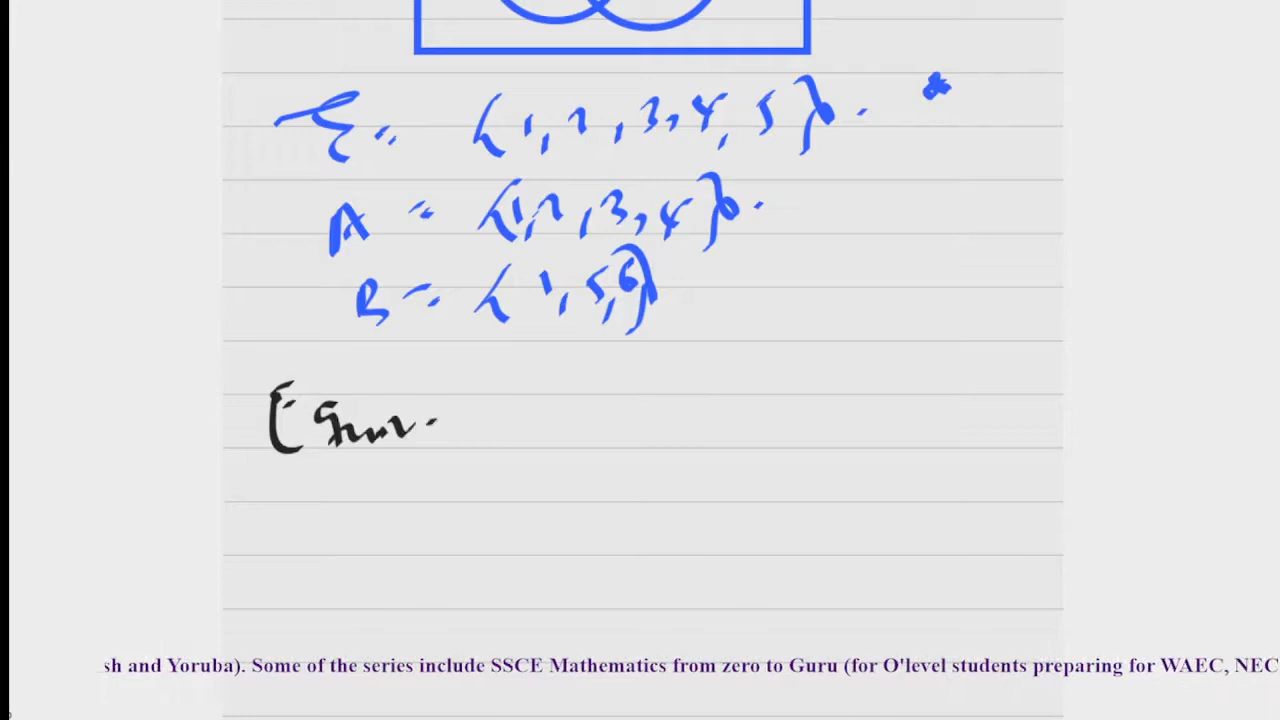 ξ = {1, 2, 3, 4, 5}.
A = {1, 2, 3, 4}.
B = {1, 5, 6}
sh and Yoruba). Some of the series include SSCE Mathematics from zero to Guru (for O'level students preparing for WAEC, NEC